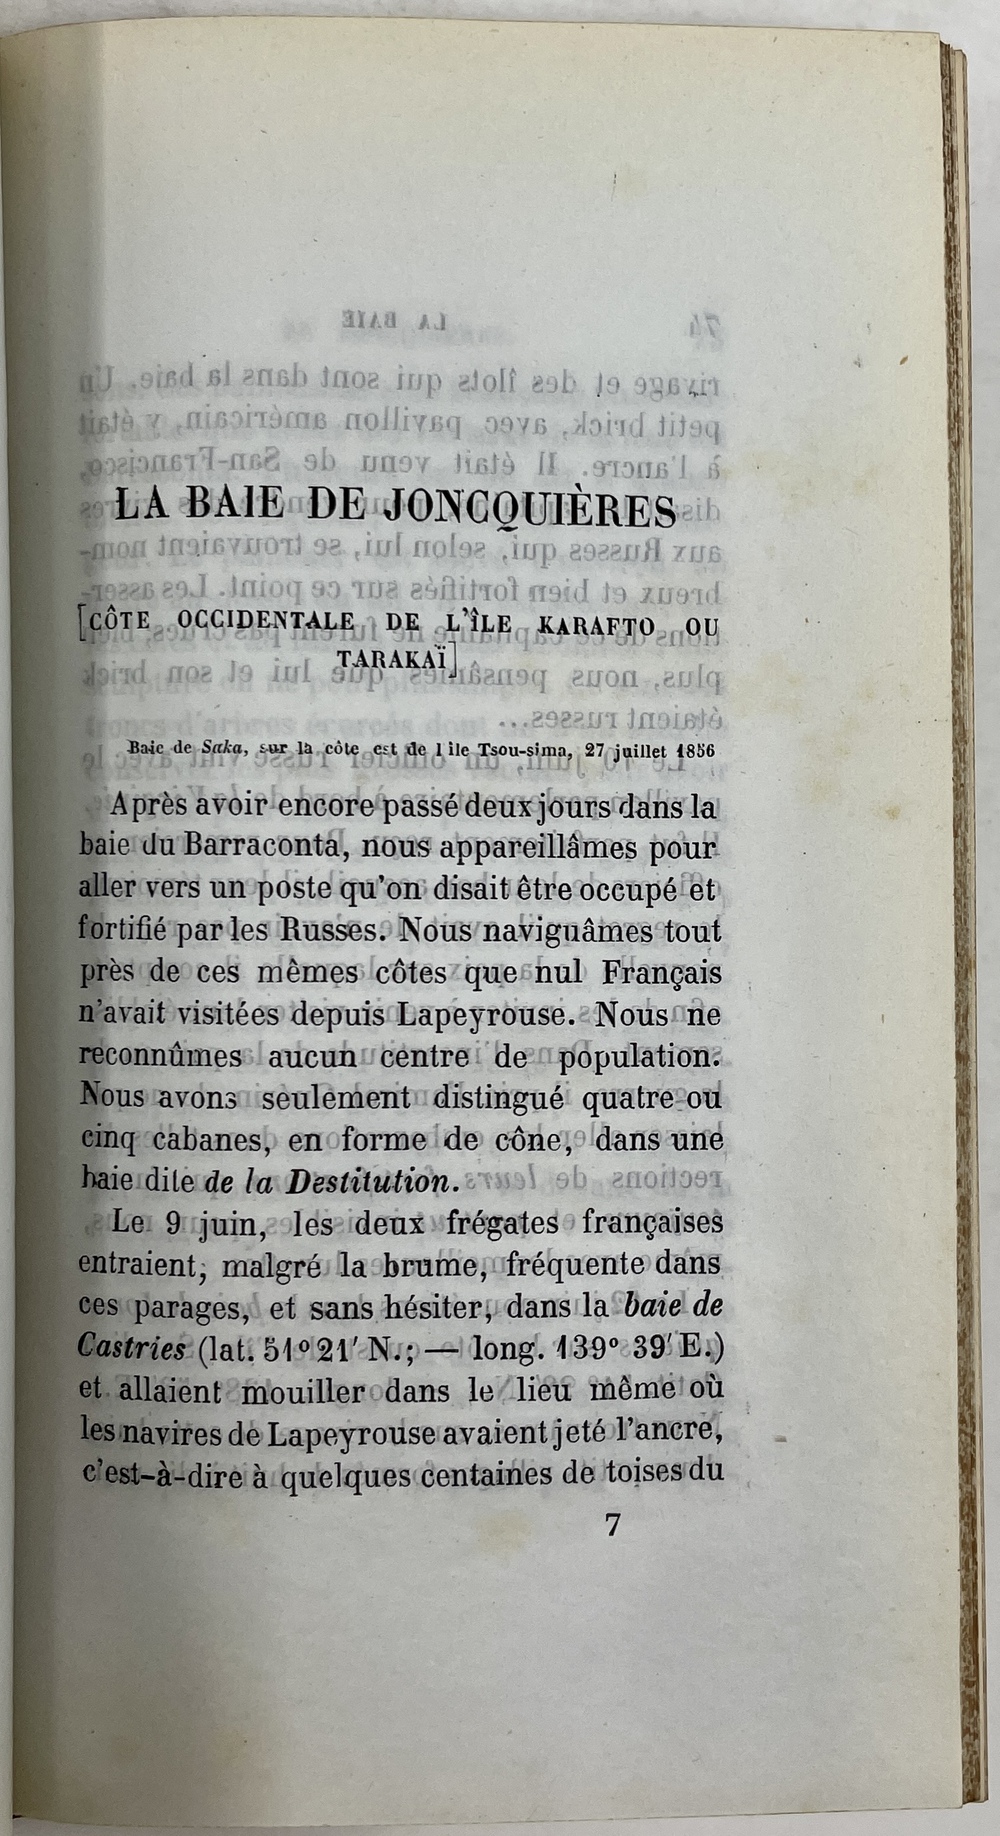 LA BAIE DE JONCQUIÈRES
[CÔTE OCCIDENTALE DE L'ÎLE KARAFTO OU
TARAKAÏ]
Baie de Saka, sur la côte est de l'île Tsou-sima, 27 juillet 1856
Après avoir encore passé deux jours dans la
baie du Barraconta, nous appareillâmes pour
aller vers un poste qu'on disait être occupé et
fortifié par les Russes. Nous naviguâmes tout
près de ces mêmes côtes que nul Français
n'avait visitées depuis Lapeyrouse. Nous ne
reconnûmes aucun centre de population.
Nous avons seulement distingué quatre ou
cinq cabanes, en forme de cône, dans une
baie dite de la Destitution.
Le 9 juin, les deux frégates françaises
entraient, malgré la brume, fréquente dans
ces parages, et sans hésiter, dans la baie de
Castries (lat. 51° 21' N.; — long. 139° 39' E.)
et allaient mouiller dans le lieu même où
les navires de Lapeyrouse avaient jeté l'ancre,
c'est-à-dire à quelques centaines de toises du
7